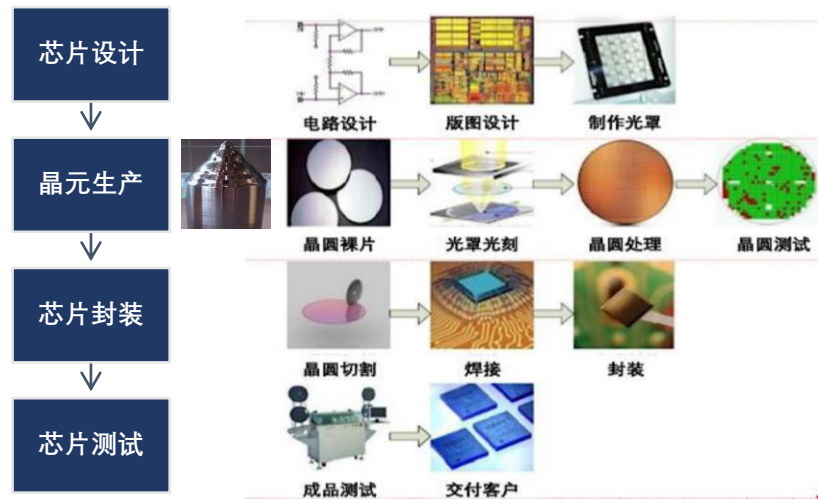 芯片设计
电路设计
版图设计
制作光罩
晶元生产
晶圆裸片
光罩光刻
晶圆处理
晶圆测试
芯片封装
晶圆切割
焊接
封装
芯片测试
成品测试
交付客户